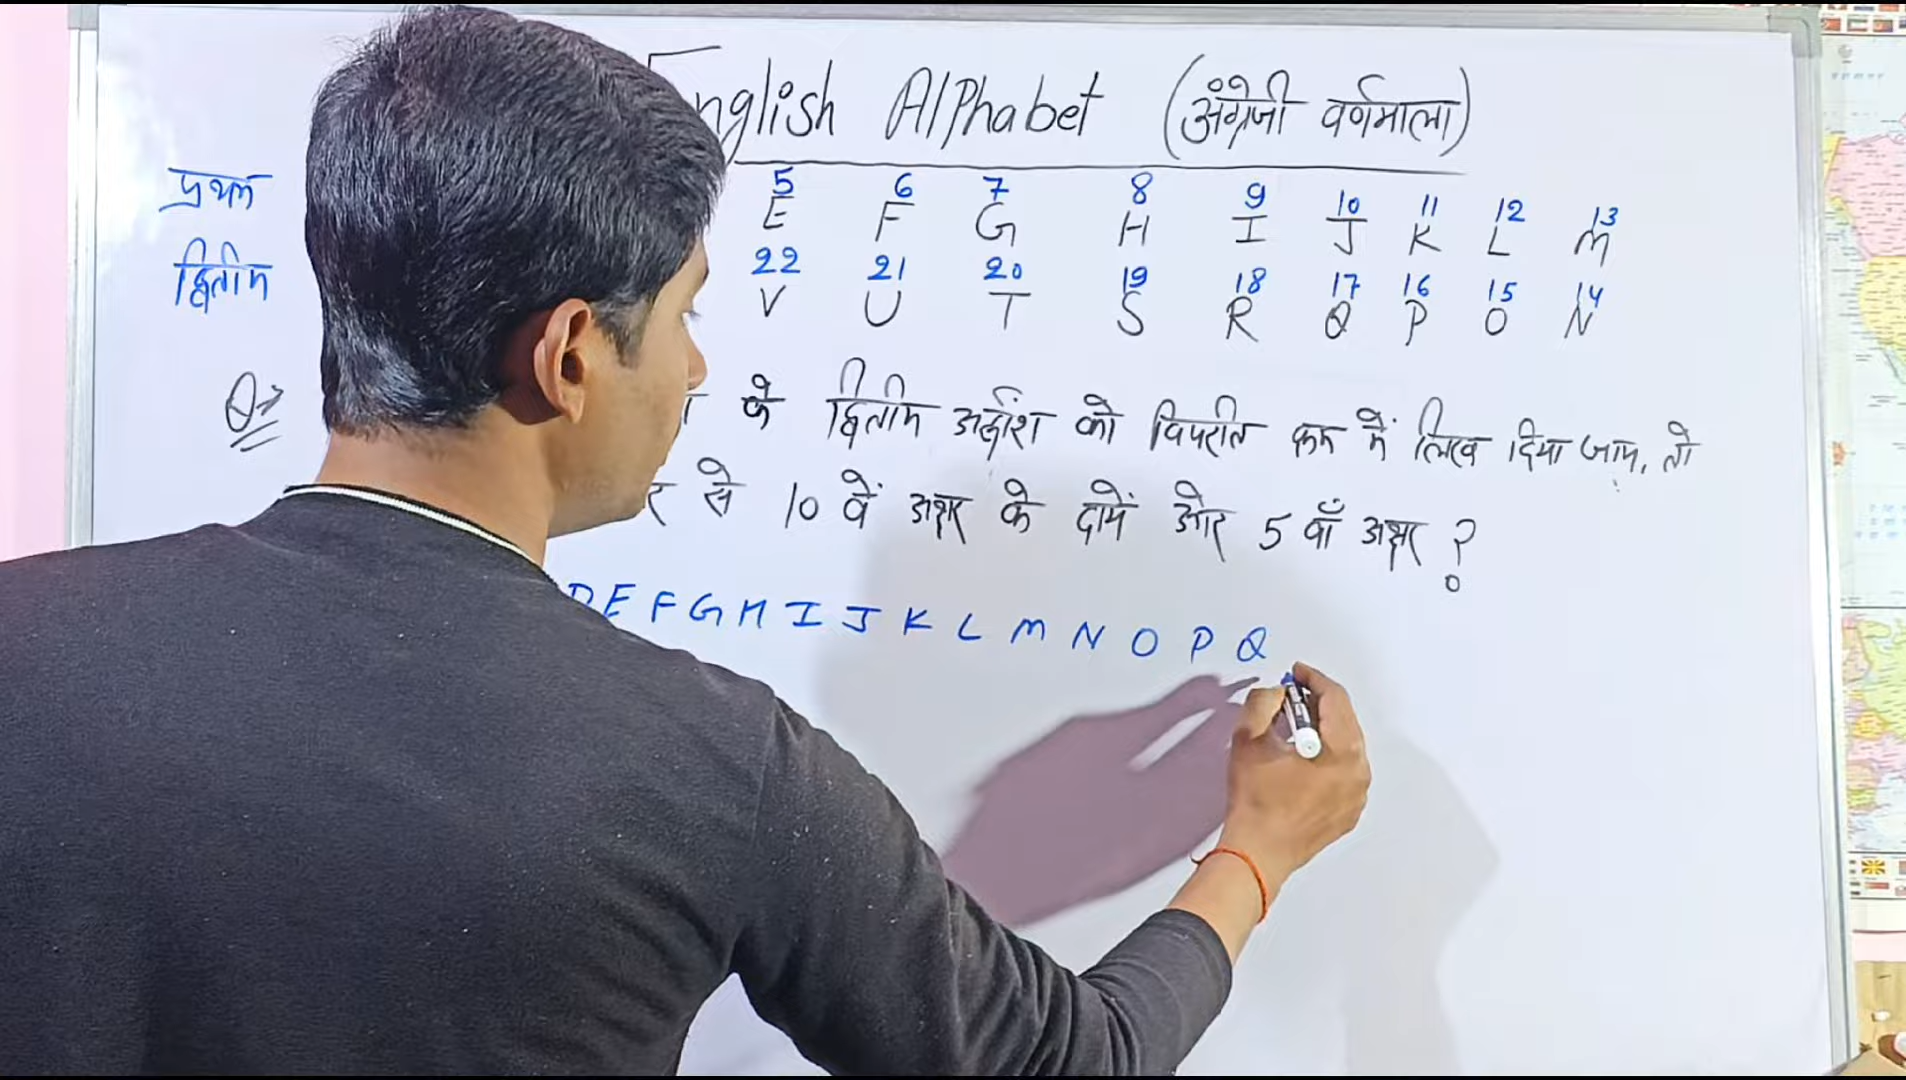 English Alphabet (अंग्रेजी वर्णमाला)
प्रथम 5 6 7 8 9 10 11 12 13
E F G H I J K L M
द्वितीय 22 21 20 19 18 17 16 15 14
V U T S R Q P O N
Q→ के द्वितीय अर्द्धांश को विपरीत क्रम में लिख दिया जाय, तो
से 10 वें अक्षर के दायें ओर 5 वाँ अक्षर ?
D E F G H I J K L M N O P Q